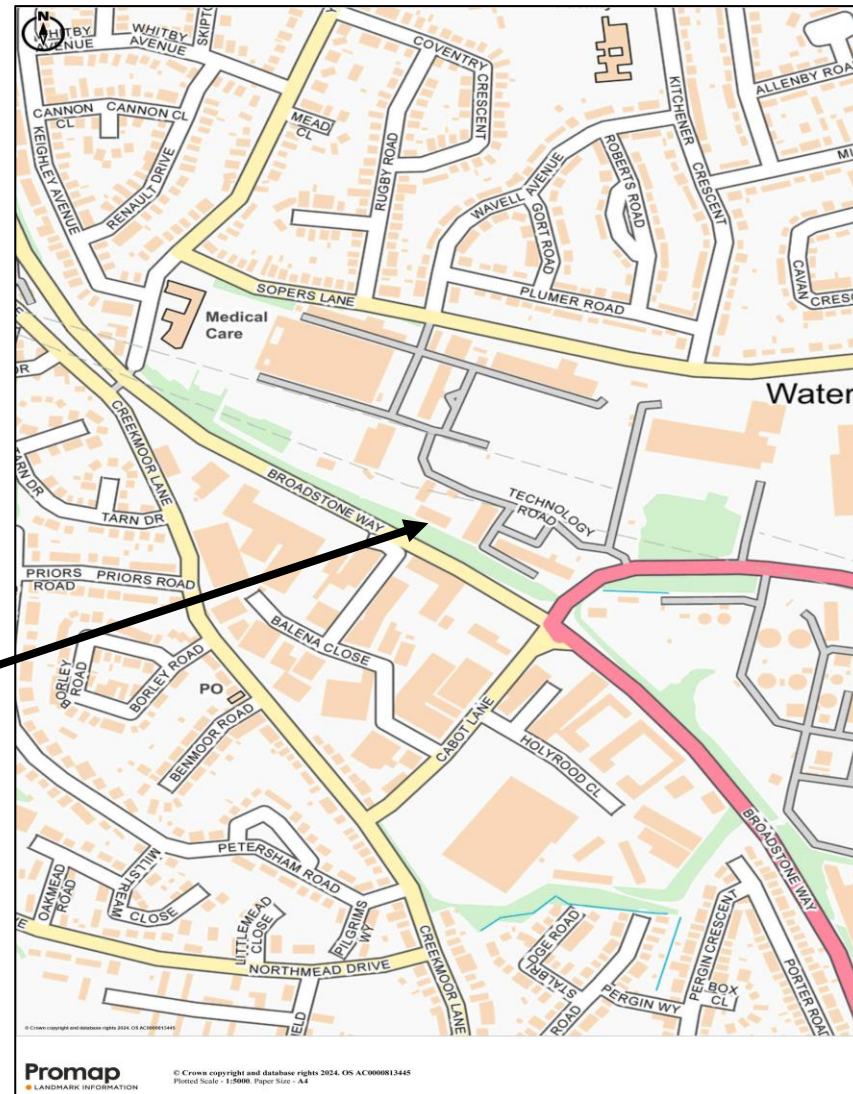 N
WHITBY
AVENUE
WHITBY
AVENUE
SKIPTO
COVENTRY
CRESCENT
ALLENBY ROA
KITCHENER
CRESCENT
CANNON
CL
CANNON CL
MEAD
CL
KEIGHLEY AVENUE
RENAULT DRIVE
RUGBY ROAD
WAVELL AVENUE
GORT ROAD
ROBERTS ROAD
MI
CAVAN
CRESC
SOPERS LANE
PLUMER ROAD
Medical
Care
Water
CREEKMOOR LANE
BROADSTONE WAY
TECHNOLOGY
ROAD
TARN DR
TARN DR
PRIORS
ROAD
PRIORS ROAD
BALENA CLOSE
BORLEY
ROAD
BORLEY ROAD
PO
BENMOOR ROAD
CABOT LANE
HOLYROOD CL
BROADSTONE WAY
PETERSHAM ROAD
OAKMEAD
ROAD
MILLSTREAM
CLOSE
LITTLEMEAD
CLOSE
PILGRIMS
WY
NORTHMEAD DRIVE
CREEKMOOR LANE
STALBRIDGE ROAD
ROAD
PERGIN WY
PERGIN CRESCENT
BOX
CL
PORTER ROAD
IELD
© Crown copyright and database rights 2024. OS AC0000813445
Promap
LANDMARK INFORMATION
© Crown copyright and database rights 2024. OS AC0000813445
Plotted Scale - 1:5000. Paper Size - A4